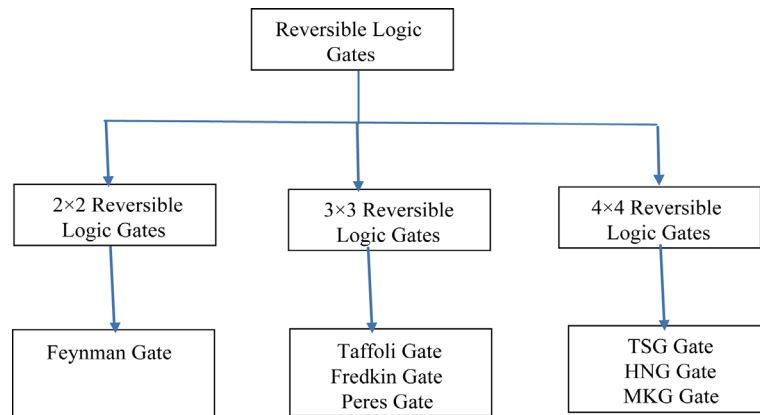 Reversible Logic
Gates
2×2 Reversible
Logic Gates
3×3 Reversible
Logic Gates
4×4 Reversible
Logic Gates
Feynman Gate
Taffoli Gate
Fredkin Gate
Peres Gate
TSG Gate
HNG Gate
MKG Gate